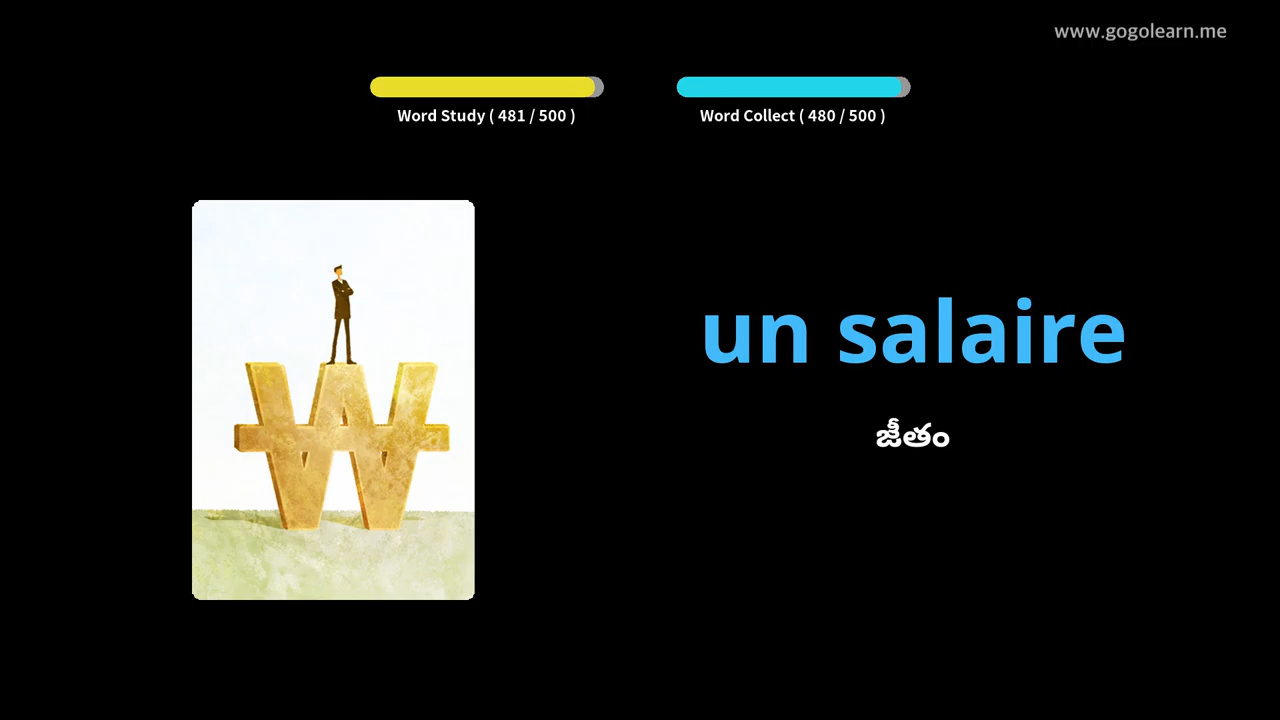 www.gogolearn.me
Word Study ( 481 / 500 )
Word Collect ( 480 / 500 )
un salaire
జీతం